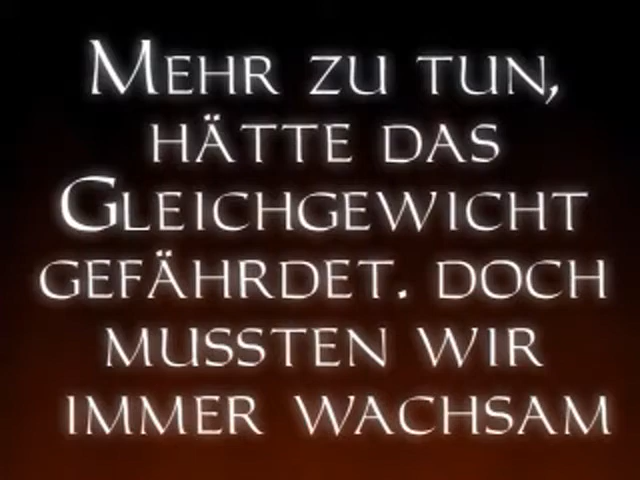 Mehr zu tun,
hätte das
Gleichgewicht
gefährdet. doch
mussten wir
immer wachsam